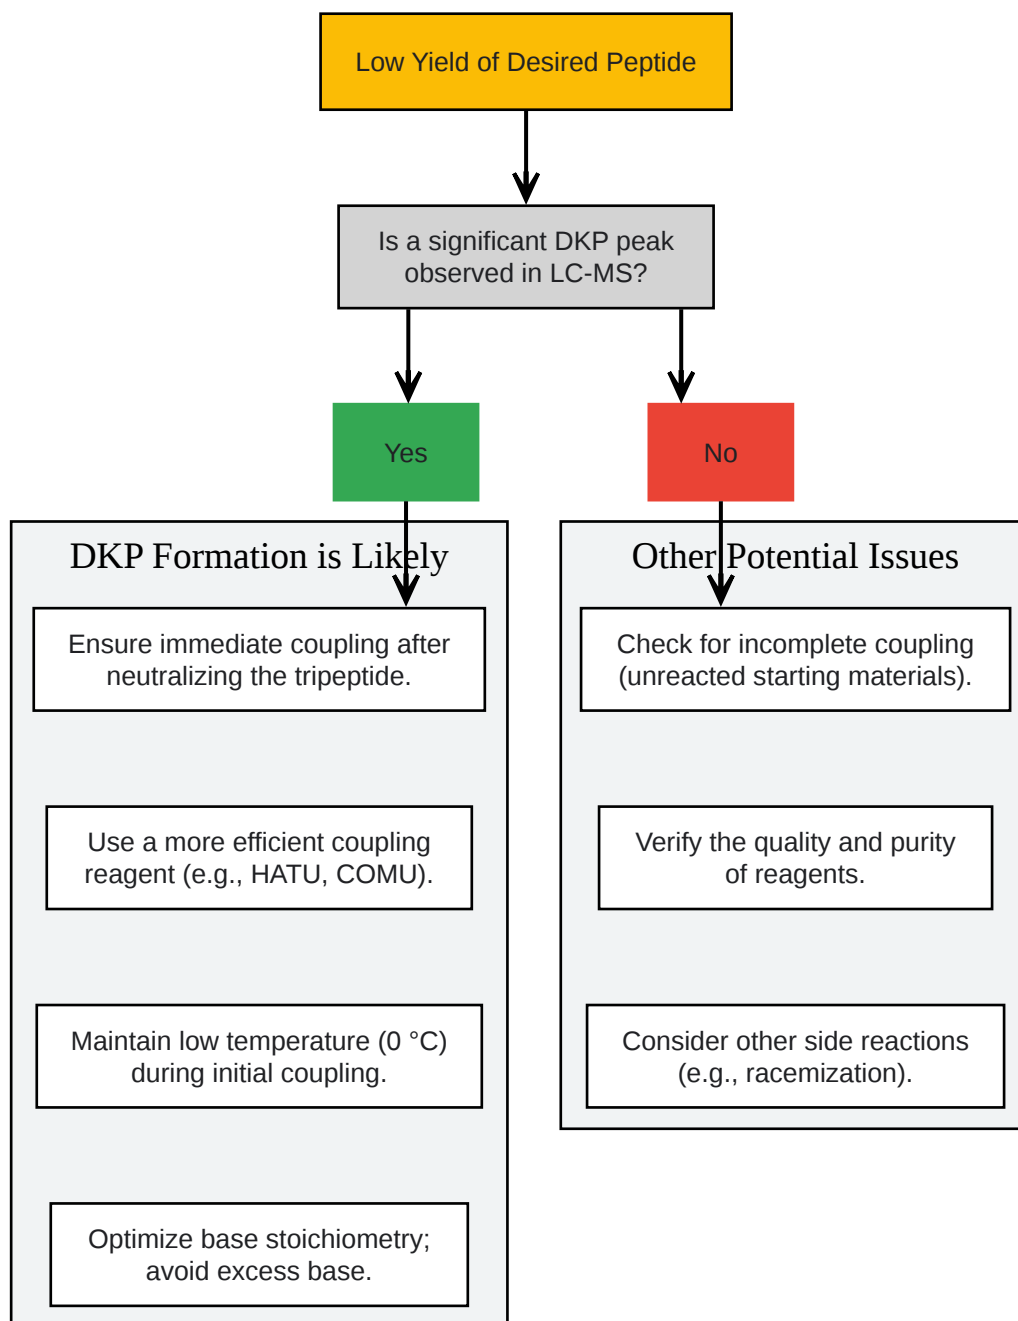 Low Yield of Desired Peptide
Is a significant DKP peak
observed in LC-MS?
Yes
No
DKP Formation is Likely
Ensure immediate coupling after
neutralizing the tripeptide.
Use a more efficient coupling
reagent (e.g., HATU, COMU).
Maintain low temperature (0 °C)
during initial coupling.
Optimize base stoichiometry;
avoid excess base.
Other Potential Issues
Check for incomplete coupling
(unreacted starting materials).
Verify the quality and purity
of reagents.
Consider other side reactions
(e.g., racemization).